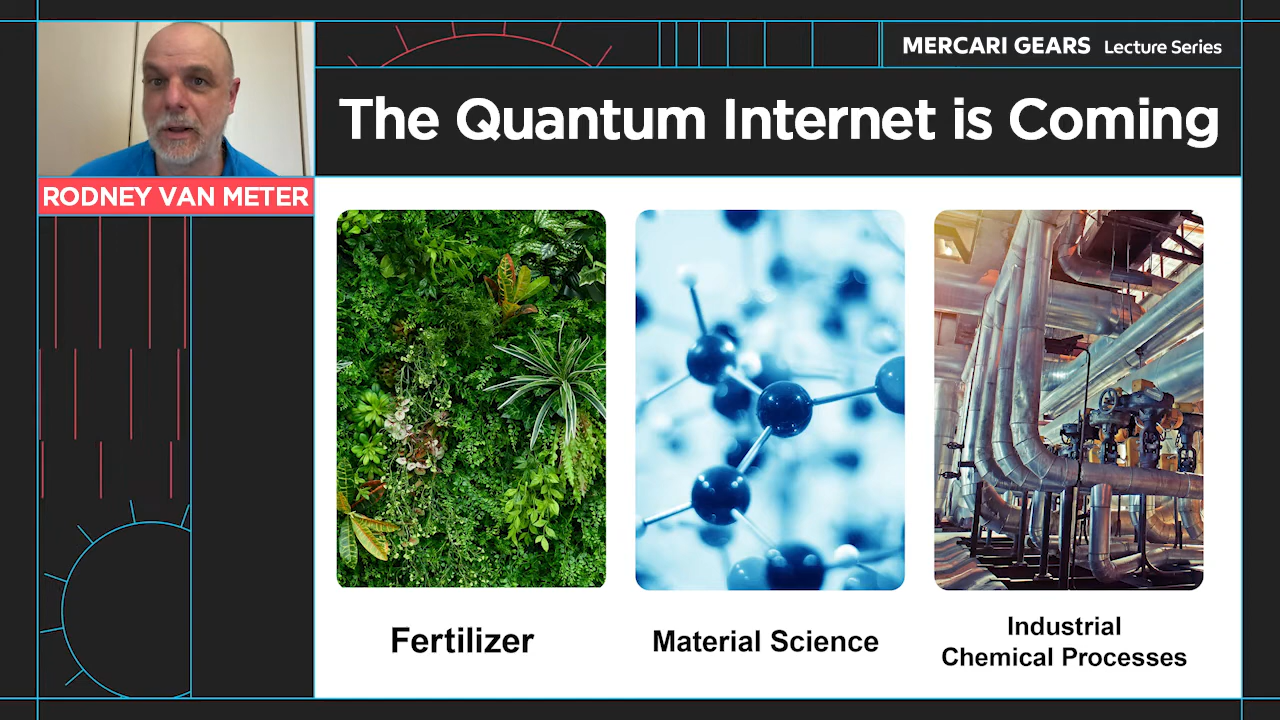 MERCARI GEARS Lecture Series
The Quantum Internet is Coming
RODNEY VAN METER
Fertilizer
Material Science
Industrial
Chemical Processes